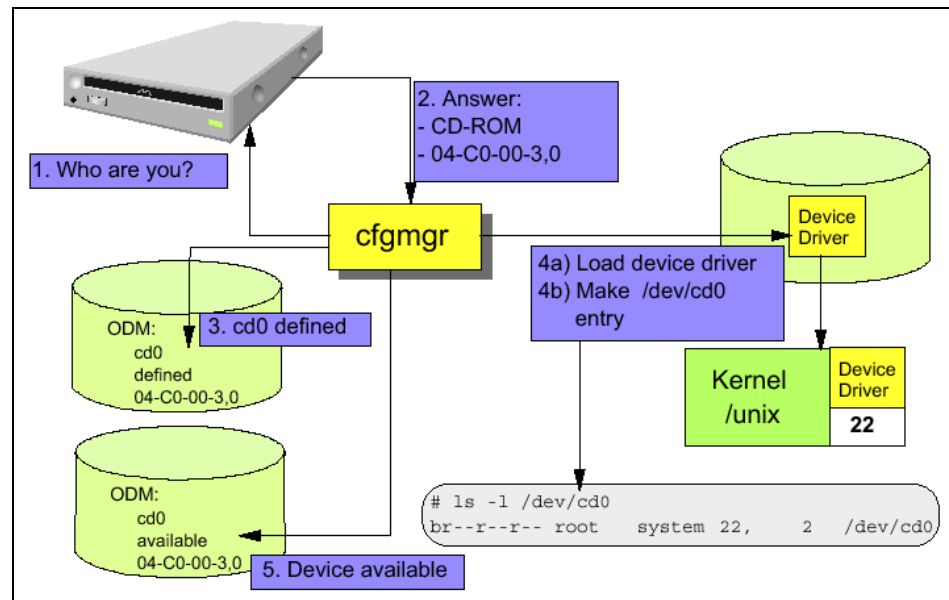 1. Who are you?
2. Answer:
- CD-ROM
- 04-C0-00-3,0
cfgmgr
Device
Driver
4a) Load device driver
4b) Make /dev/cd0
entry
3. cd0 defined
ODM:
cd0
defined
04-C0-00-3,0
Kernel
/unix
Device
Driver
22
ODM:
cd0
available
04-C0-00-3,0
5. Device available
# ls -l /dev/cd0
br--r--r-- root system 22, 2 /dev/cd0